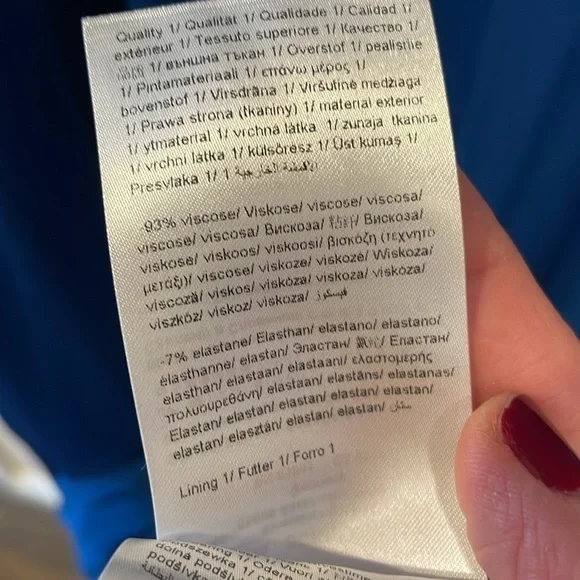 Quality 1/ Qualität 1/ Qualidade 1/ Calidad 1/
extérieur 1/ Tessuto superiore 1/ Качество 1/
1/ външна тъкан 1/ Overstof 1/ pealisriie
1/ Pintamateriaali 1/ επάνω μέρος 1/
bovenstof 1/ Virsdrāna 1/ Viršutinė medžiaga
1/ Prawa strona (tkaniny) 1/ material exterior
1/ ytmaterial 1/ vrchná látka 1/ zunaja tkanina
1/ vrchní látka 1/ külsőrész 1/ Üst kumaş 1/
Presvlaka 1/ 1 الأقمشة الخارجية
-93% viscose/ Viskose/ viscose/ viscosa/
viscose/ viscosa/ Вискоза/ Вискоза/
viskose/ viskoos/ viskoosi/ βισκόζη (τεχνητό
μετάξι)/ viscose/ viskoze/ viskozė/ Wiskoza/
viscoză/ viskos/ viskóza/ viskoza/ viskóza/
viszkóz/ viskoz/ viskoza/ فيسكوز
-7% elastane/ Elasthan/ elastano/ elastano/
élasthanne/ elastan/ Эластан/ Еластан/
elasthan/ elastaan/ elastaani/ ελαστομερής
πολυουρεθάνη/ elastaan/ elastāns/ elastanas/
Elastan/ elastan/ elastan/ elastan/ elastan/
elastan/ elasztán/ elastan/ elastan/
Lining 1/ Futter 1/ Forro 1